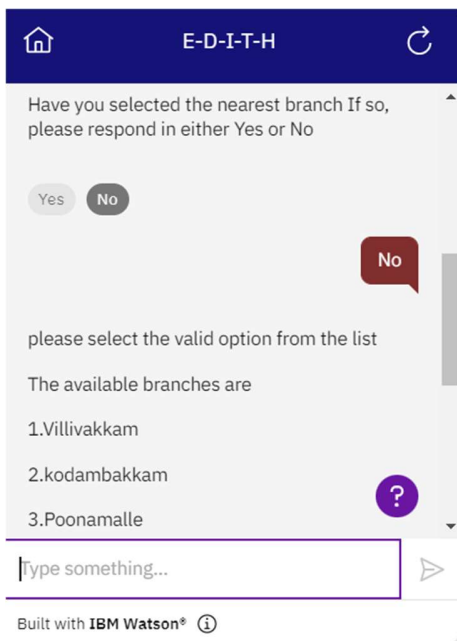 E-D-I-T-H
Have you selected the nearest branch If so,
please respond in either Yes or No
Yes No
No
please select the valid option from the list
The available branches are
1.Villivakkam
2.kodambakkam
3.Poonamalle
?
Type something...
Built with IBM Watson® i